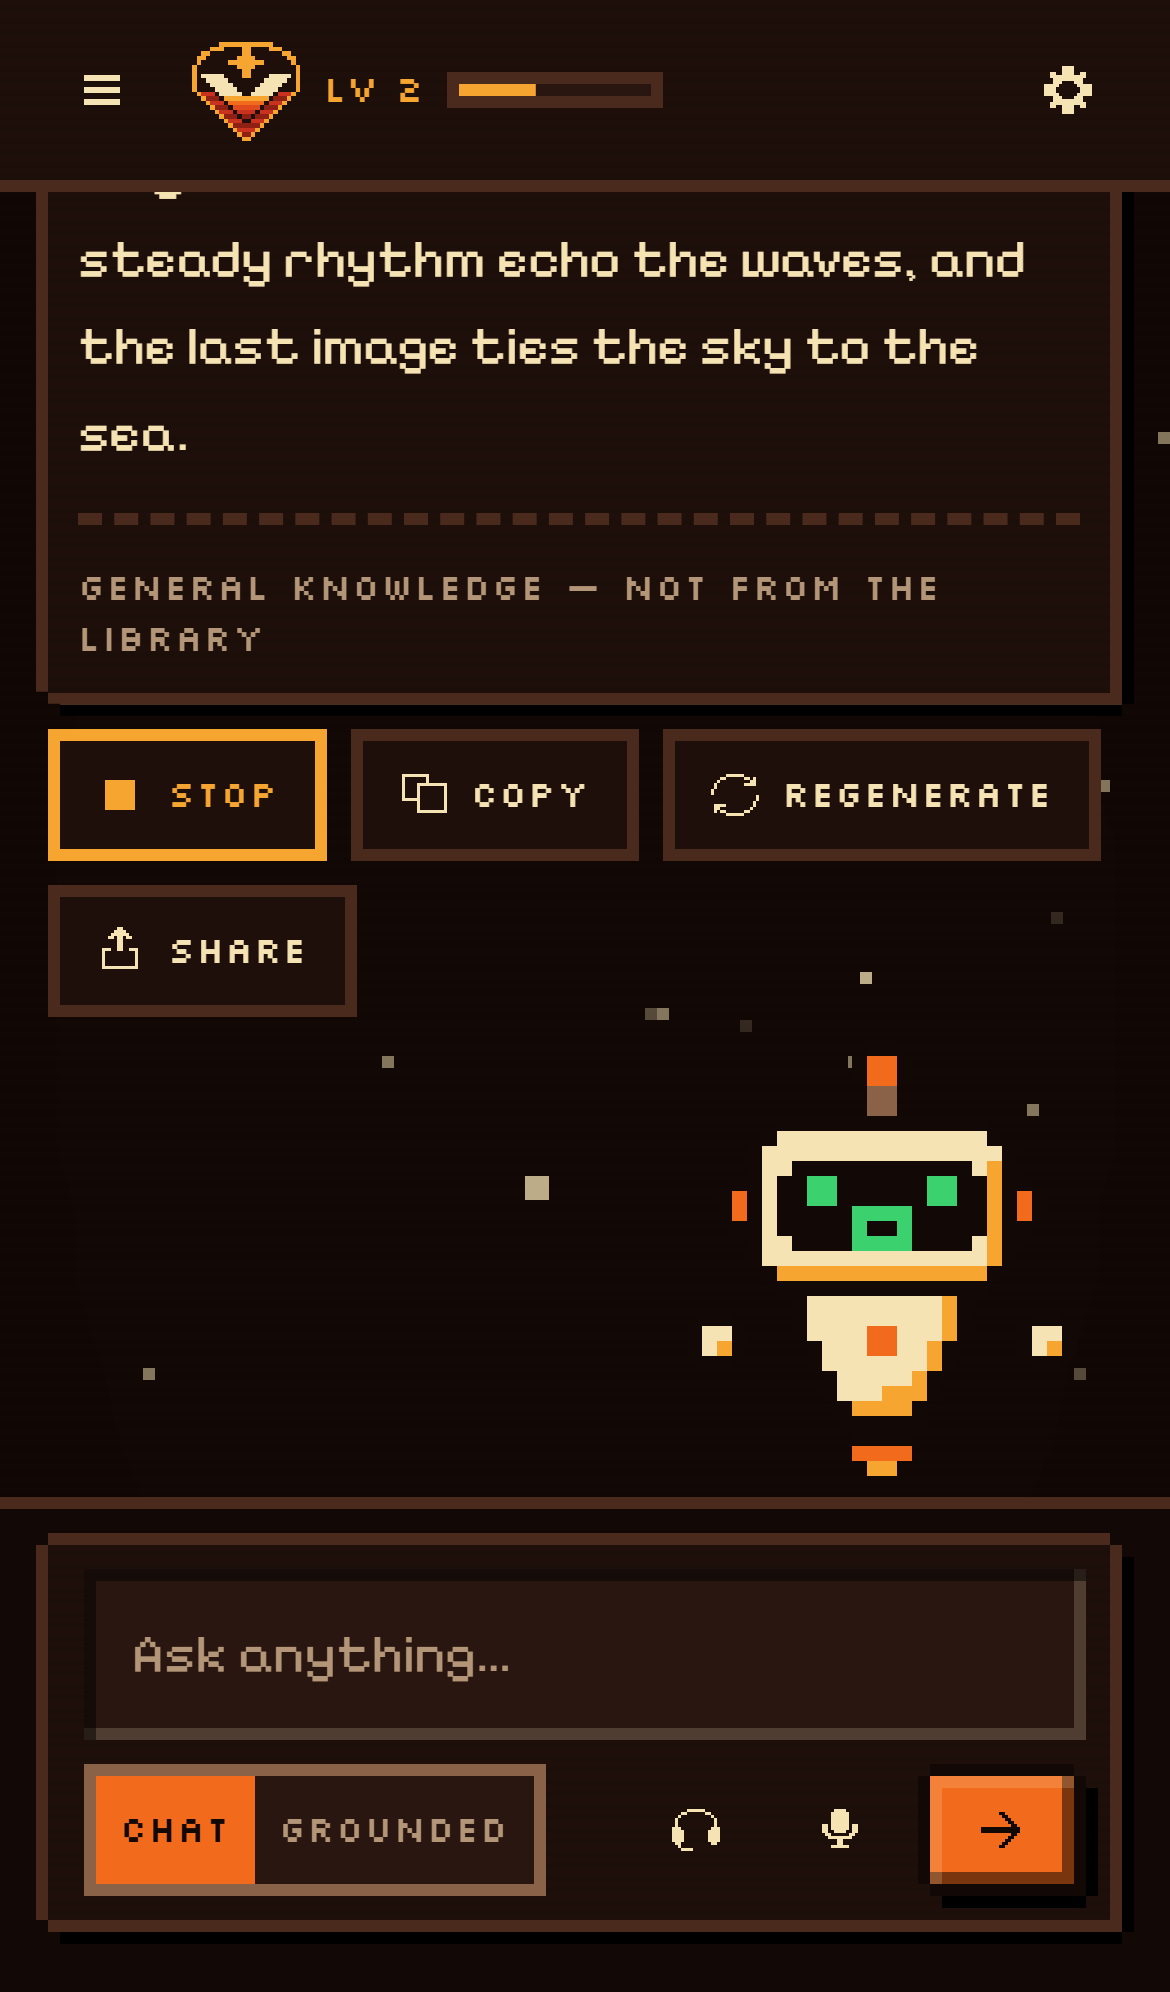 LV 2
steady rhythm echo the waves, and
the last image ties the sky to the
sea.
GENERAL KNOWLEDGE — NOT FROM THE
LIBRARY
STOP
COPY
REGENERATE
SHARE
Ask anything...
CHAT
GROUNDED